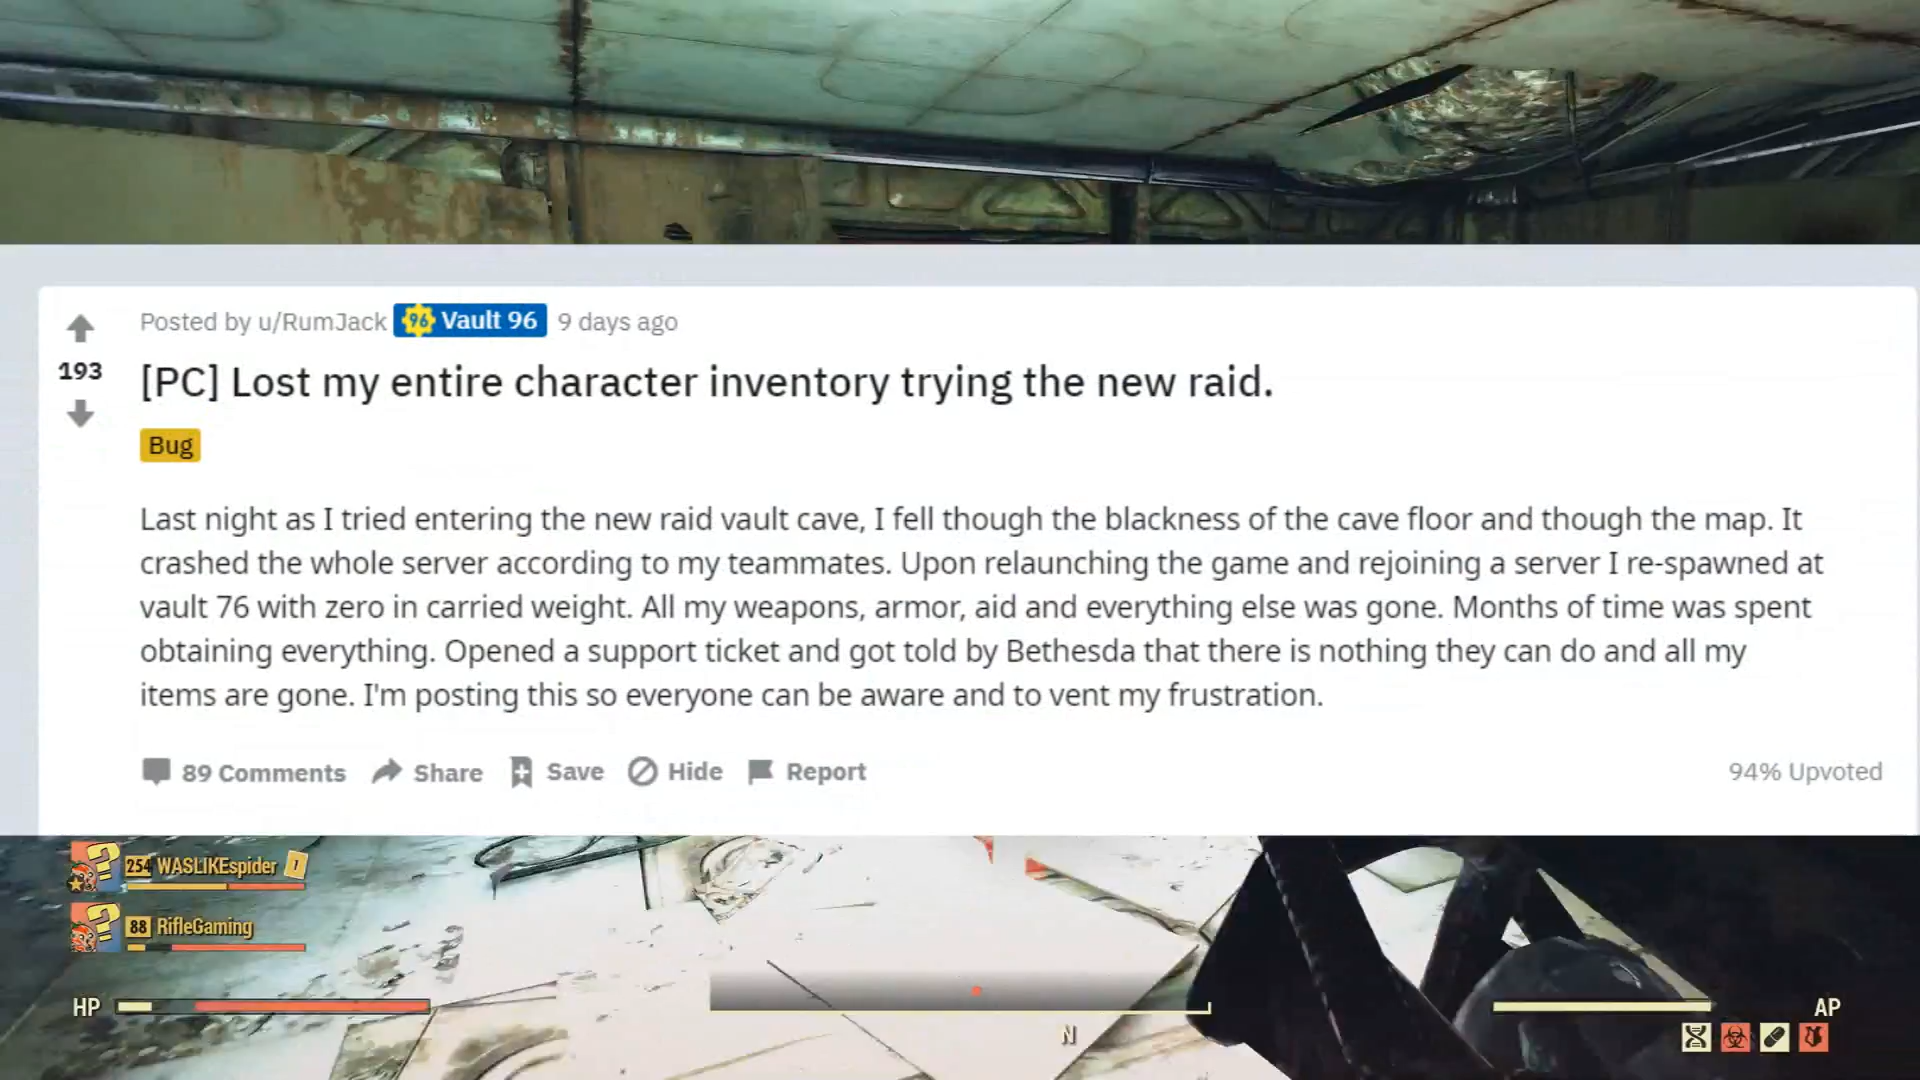 Posted by u/RumJack 96 Vault 96 9 days ago
193
[PC] Lost my entire character inventory trying the new raid.
Bug
Last night as I tried entering the new raid vault cave, I fell though the blackness of the cave floor and though the map. It
crashed the whole server according to my teammates. Upon relaunching the game and rejoining a server I re-spawned at
vault 76 with zero in carried weight. All my weapons, armor, aid and everything else was gone. Months of time was spent
obtaining everything. Opened a support ticket and got told by Bethesda that there is nothing they can do and all my
items are gone. I'm posting this so everyone can be aware and to vent my frustration.
89 Comments Share Save Hide Report 94% Upvoted
254 WASLIKEspider 1
88 RifleGaming
HP
N
AP